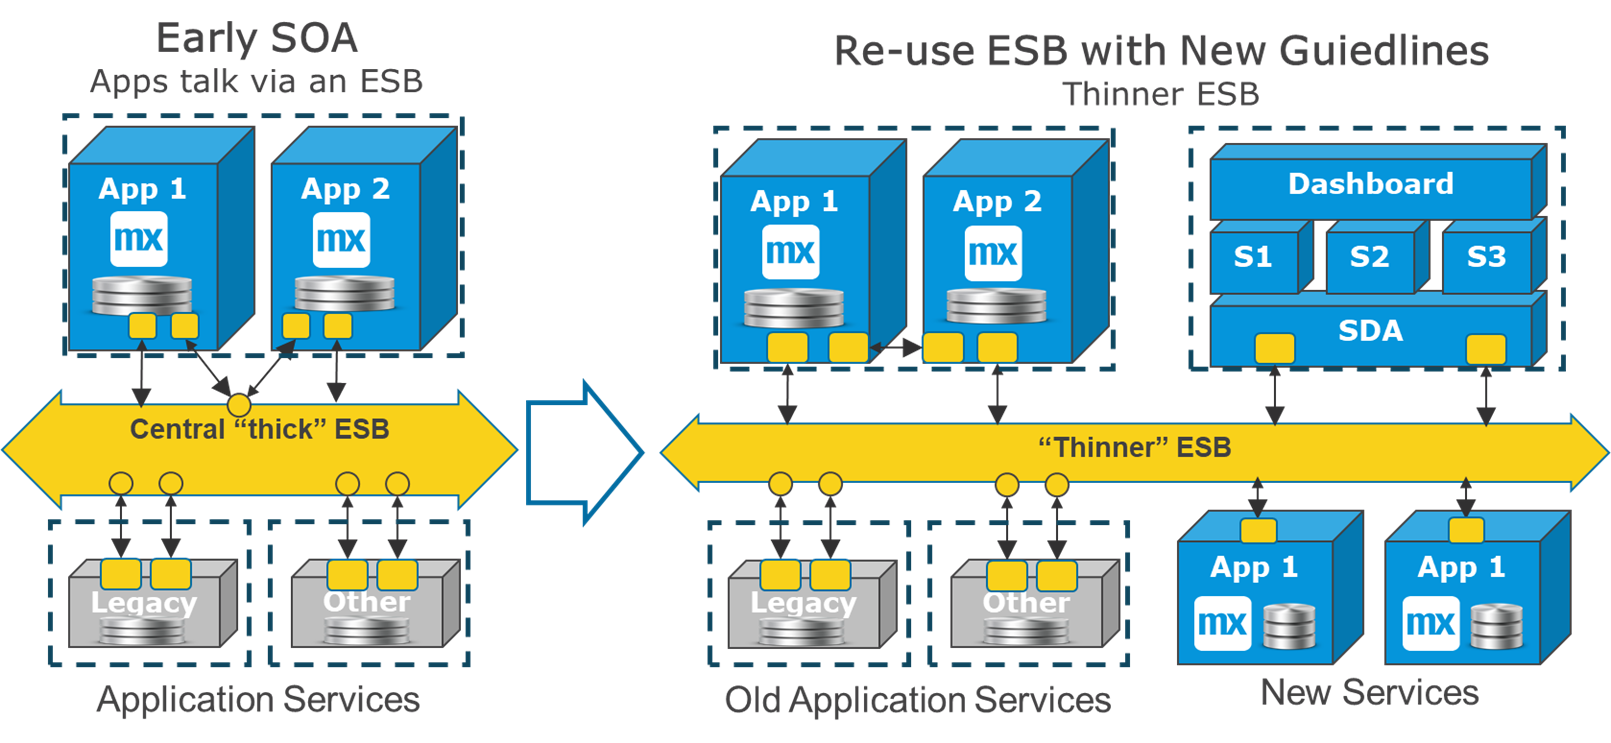 Early SOA
Apps talk via an ESB
App 1
mx
App 2
mx
Central “thick” ESB
Legacy
Other
Application Services
Re-use ESB with New Guiedlines
Thinner ESB
App 1
mx
App 2
mx
Dashboard
S1
S2
S3
SDA
“Thinner” ESB
Legacy
Other
Old Application Services
App 1
mx
App 1
mx
New Services